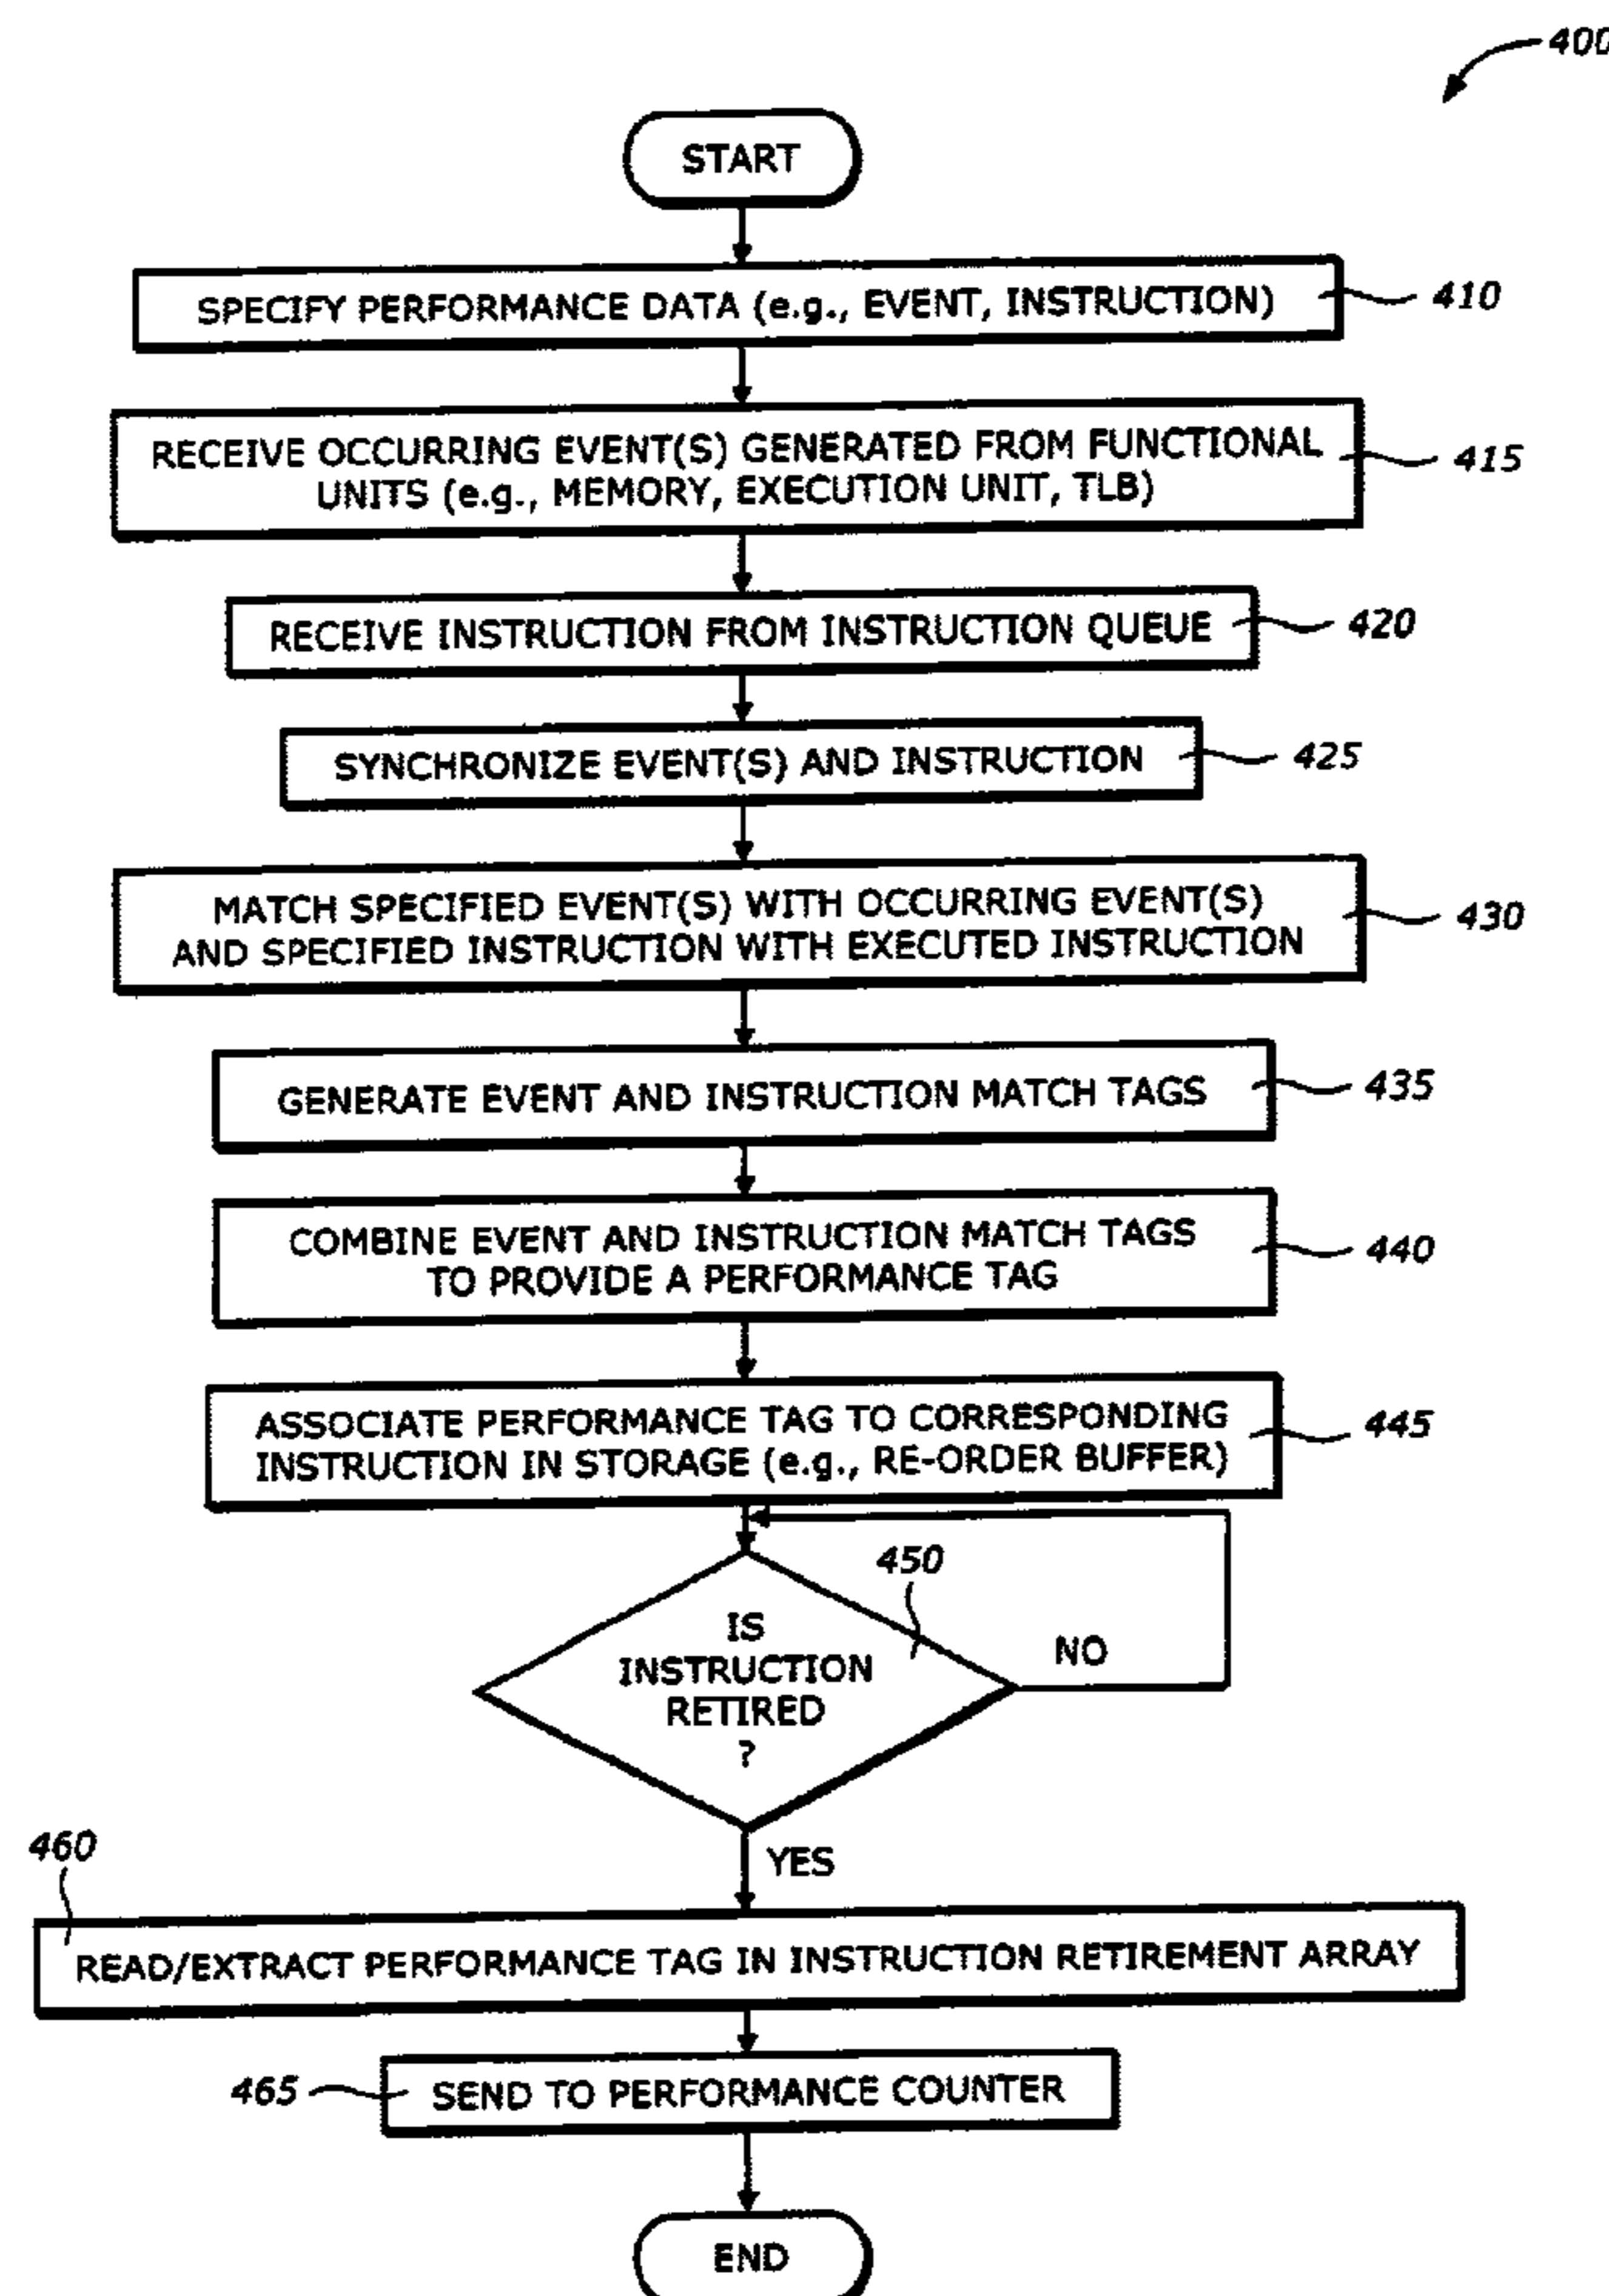 400
START
SPECIFY PERFORMANCE DATA (e.g., EVENT, INSTRUCTION)
410
RECEIVE OCCURRING EVENT(S) GENERATED FROM FUNCTIONAL
UNITS (e.g., MEMORY, EXECUTION UNIT, TLB)
415
RECEIVE INSTRUCTION FROM INSTRUCTION QUEUE
420
SYNCHRONIZE EVENT(S) AND INSTRUCTION
425
MATCH SPECIFIED EVENT(S) WITH OCCURRING EVENT(S)
AND SPECIFIED INSTRUCTION WITH EXECUTED INSTRUCTION
430
GENERATE EVENT AND INSTRUCTION MATCH TAGS
435
COMBINE EVENT AND INSTRUCTION MATCH TAGS
TO PROVIDE A PERFORMANCE TAG
440
ASSOCIATE PERFORMANCE TAG TO CORRESPONDING
INSTRUCTION IN STORAGE (e.g., RE-ORDER BUFFER)
445
450
IS
INSTRUCTION
RETIRED
?
NO
YES
460
READ/EXTRACT PERFORMANCE TAG IN INSTRUCTION RETIREMENT ARRAY
465
SEND TO PERFORMANCE COUNTER
END